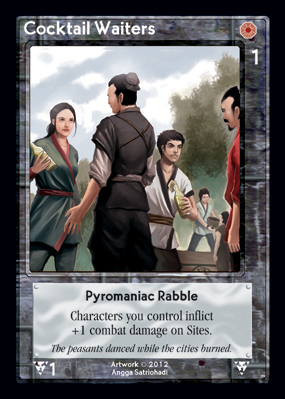 Cocktail Waiters
1
Pyromaniac Rabble
Characters you control inflict
+1 combat damage on Sites.
The peasants danced while the cities burned.
1
Artwork © 2012
Angga Satriohadi